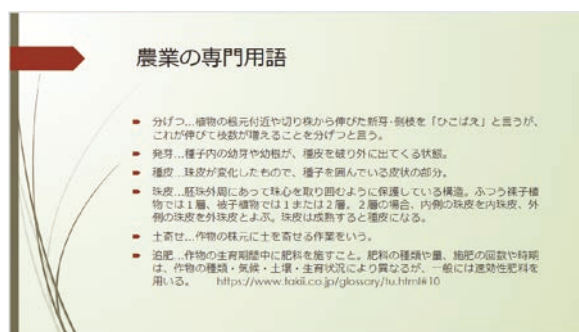 農業の専門用語
分げつ…植物の根元付近や切り株から伸びた新芽・側枝を「ひこばえ」と言うが、
これが伸びて枝数が増えることを分げつと言う。
発芽…種子内の幼芽や幼根が、種皮を破り外に出てくる状態。
種皮…珠皮が変化したもので、種子を囲んでいる皮状の部分。
珠皮…胚珠外周にあって珠心を取り囲むように保護している構造。ふつう裸子植
物では1層、被子植物では1または2層。2層の場合、内側の珠皮を内珠皮、外
側の珠皮を外珠皮とよぶ。珠皮は成熟すると種皮になる。
土寄せ…作物の株元に土を寄せる作業をいう。
追肥…作物の生育期間中に肥料を施すこと。肥料の種類や量、施肥の回数や時期
は、作物の種類・気候・土壌・生育状況により異なるが、一般には速効性肥料を
用いる。 https://www.takii.co.jp/glossary/tu.html#10